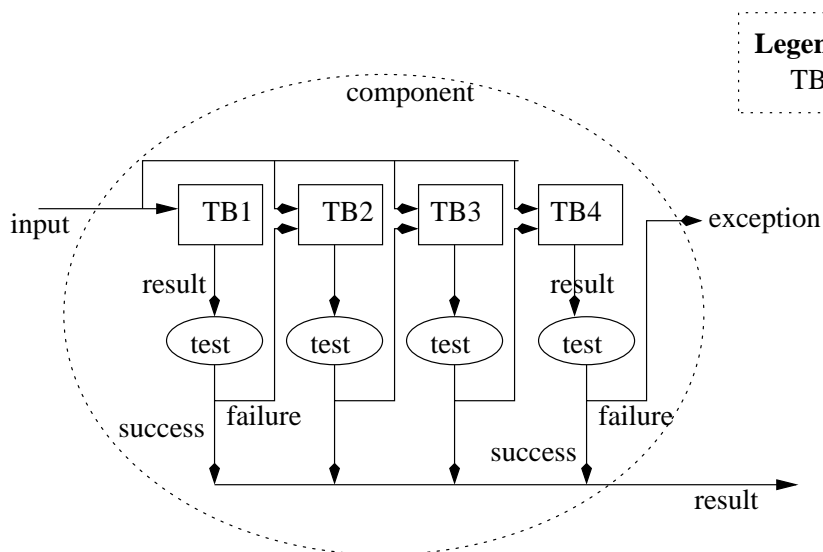 Legen
TB
component
input
TB1
TB2
TB3
TB4
exception
result
result
test
test
test
test
success
failure
failure
success
result